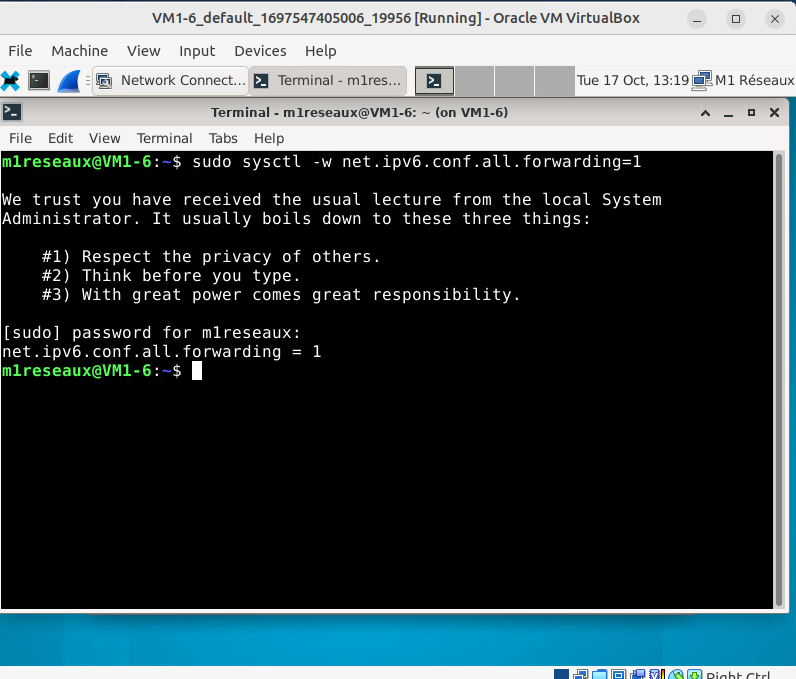 VM1-6_default_1697547405006_19956 [Running] - Oracle VM VirtualBox
File Machine View Input Devices Help
Network Connect... Terminal - m1res... Tue 17 Oct, 13:19 M1 Réseaux
Terminal - m1reseaux@VM1-6: ~ (on VM1-6)
File Edit View Terminal Tabs Help
m1reseaux@VM1-6:~$ sudo sysctl -w net.ipv6.conf.all.forwarding=1
We trust you have received the usual lecture from the local System
Administrator. It usually boils down to these three things:
#1) Respect the privacy of others.
#2) Think before you type.
#3) With great power comes great responsibility.
[sudo] password for m1reseaux:
net.ipv6.conf.all.forwarding = 1
m1reseaux@VM1-6:~$
Right Ctrl